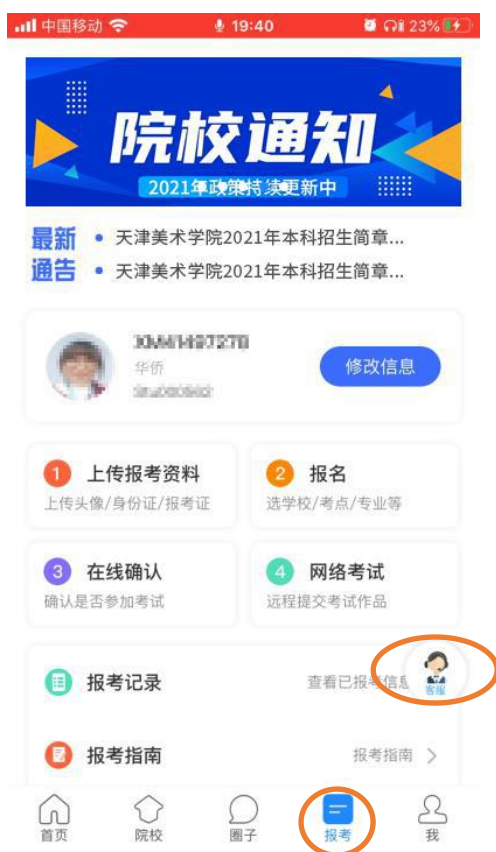 中国移动 19:40 23%
院校通知
2021年政策持续更新中
最新通告
天津美术学院2021年本科招生简章...
天津美术学院2021年本科招生简章...
华侨
修改信息
1 上传报考资料
上传头像/身份证/报考证
2 报名
选学校/考点/专业等
3 在线确认
确认是否参加考试
4 网络考试
远程提交考试作品
报考记录
查看已报考信息
客服
报考指南
报考指南
首页
院校
圈子
报考
我